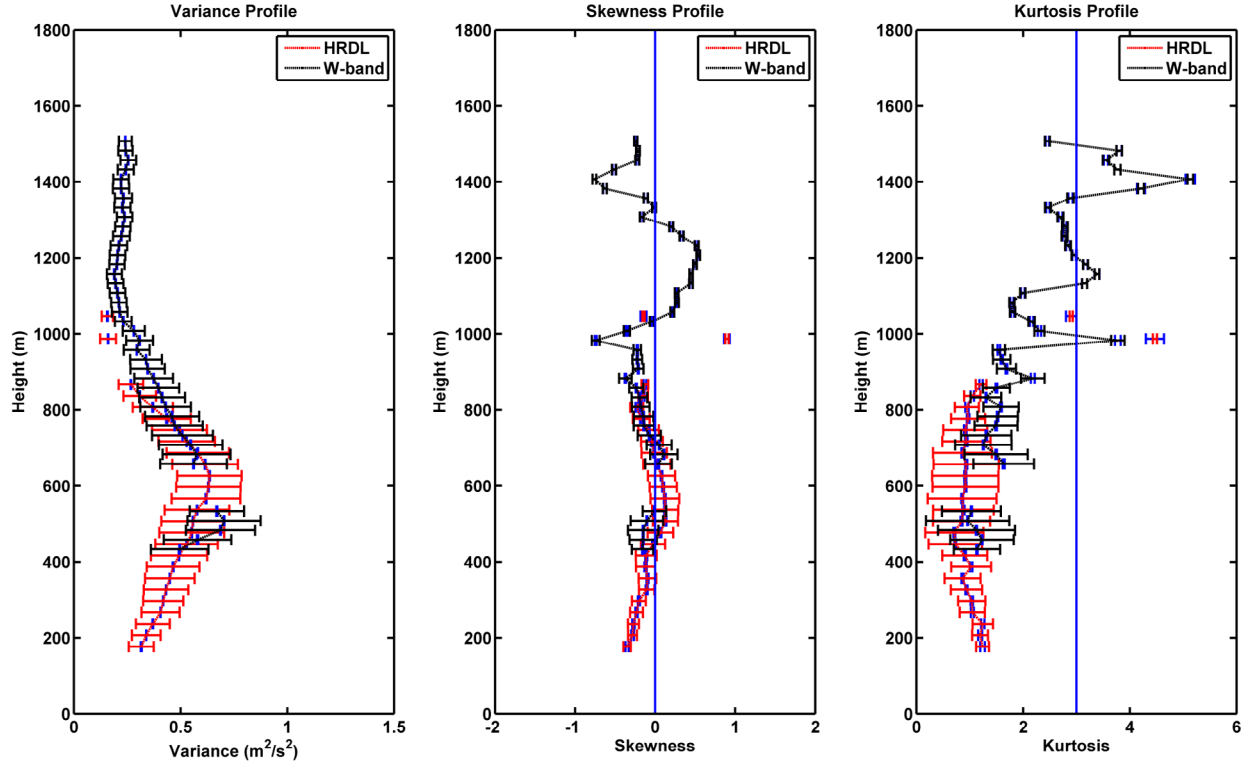 Variance Profile
1800
1600
1400
1200
1000
800
600
400
200
0
Height (m)
HRDL
W-band
0
0.5
1
1.5
Variance (m²/s²)
Skewness Profile
1800
1600
1400
1200
1000
800
600
400
200
0
Height (m)
HRDL
W-band
-2
-1
0
1
2
Skewness
Kurtosis Profile
1800
1600
1400
1200
1000
800
600
400
200
0
Height (m)
HRDL
W-band
0
2
4
6
Kurtosis